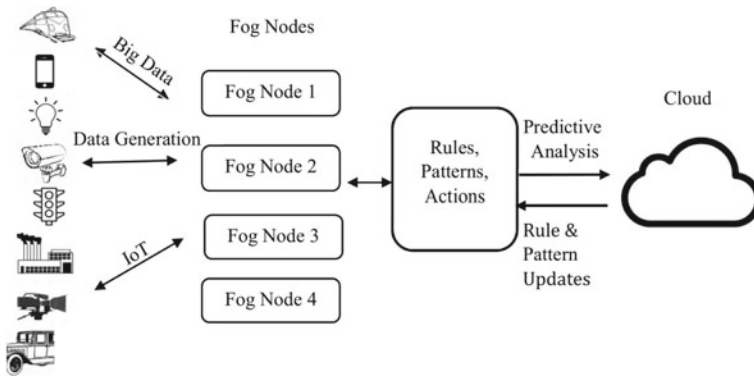 Fog Nodes
Big Data
Fog Node 1
Data Generation
Fog Node 2
IoT
Fog Node 3
Fog Node 4
Rules,
Patterns,
Actions
Predictive
Analysis
Rule &
Pattern
Updates
Cloud